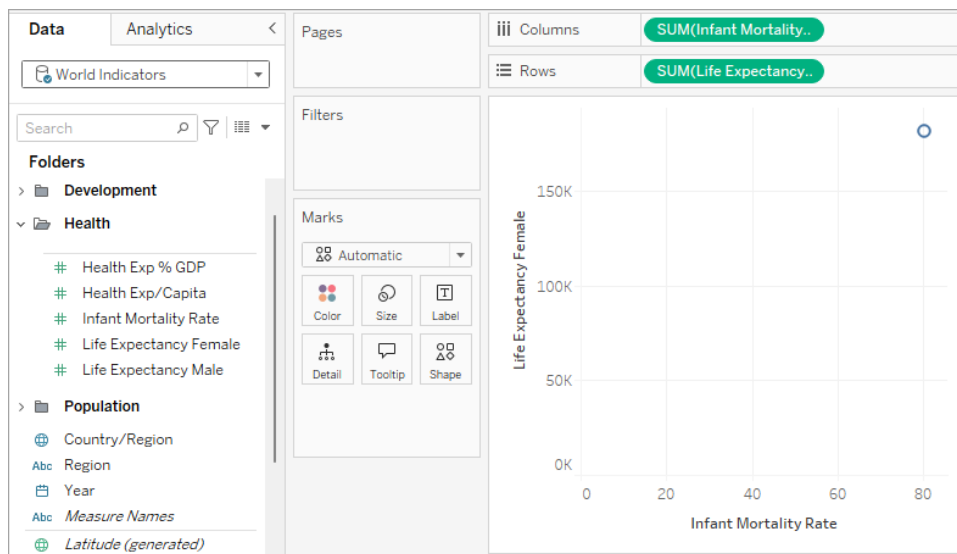 Data
Analytics
World Indicators
Search
Folders
Development
Health
Health Exp % GDP
Health Exp/Capita
Infant Mortality Rate
Life Expectancy Female
Life Expectancy Male
Population
Country/Region
Abc Region
Year
Abc Measure Names
Latitude (generated)
Pages
Filters
Marks
Automatic
Color Size Label
Detail Tooltip Shape
Columns SUM(Infant Mortality..
Rows SUM(Life Expectancy..
Life Expectancy Female
150K
100K
50K
0K
0 20 40 60 80
Infant Mortality Rate